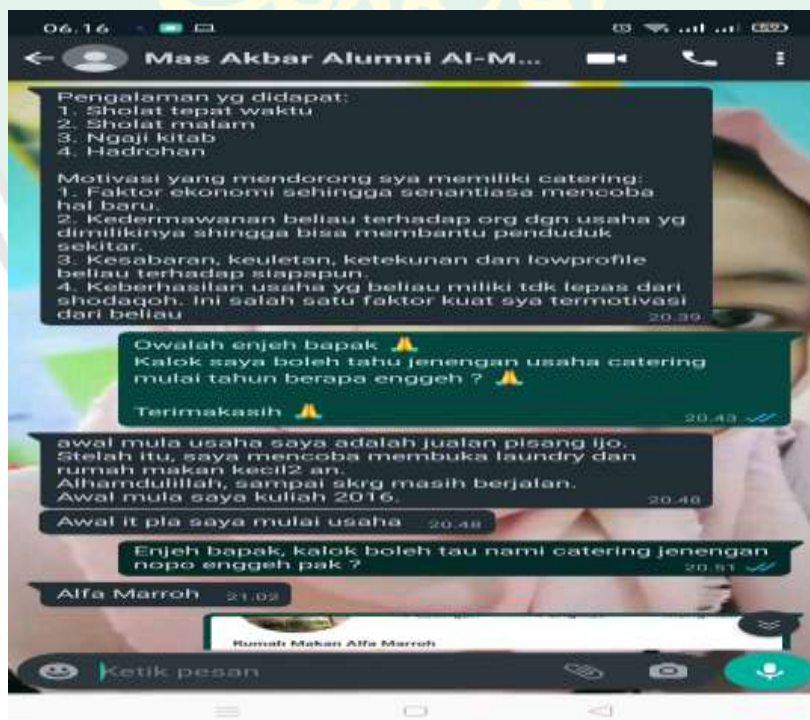 06.16
Mas Akbar Alumni Al-M...
Pengalaman yg didapat:
1. Sholat tepat waktu
2. Sholat malam
3. Ngaji kitab
4. Hadrohan
Motivasi yang mendorong sya memiliki catering:
1. Faktor ekonomi sehingga senantiasa mencoba
hal baru.
2. Kedermawanan beliau terhadap org dgn usaha yg
dimilikinya shingga bisa membantu penduduk
sekitar.
3. Kesabaran, keuletan, ketekunan dan lowprofile
beliau terhadap siapapun.
4. Keberhasilan usaha yg beliau miliki tdk lepas dari
shodaqoh. Ini salah satu faktor kuat sya termotivasi
dari beliau
20.39
Owalah enjeh bapak 🙏
Kalok saya boleh tahu jenengan usaha catering
mulai tahun berapa enggeh ? 🙏
Terimakasih 🙏
20.43
awal mula usaha saya adalah jualan pisang ijo.
Stelah itu, saya mencoba membuka laundry dan
rumah makan kecil2 an.
Alhamdulillah, sampai skrg masih berjalan.
Awal mula saya kuliah 2016.
20.48
Awal it pla saya mulai usaha 20.48
Enjeh bapak, kalok boleh tau nami catering jenengan
nopo enggeh pak ?
20.51
Alfa Marroh 21.02
Rumah Makan Alfa Marroh
Ketik pesan